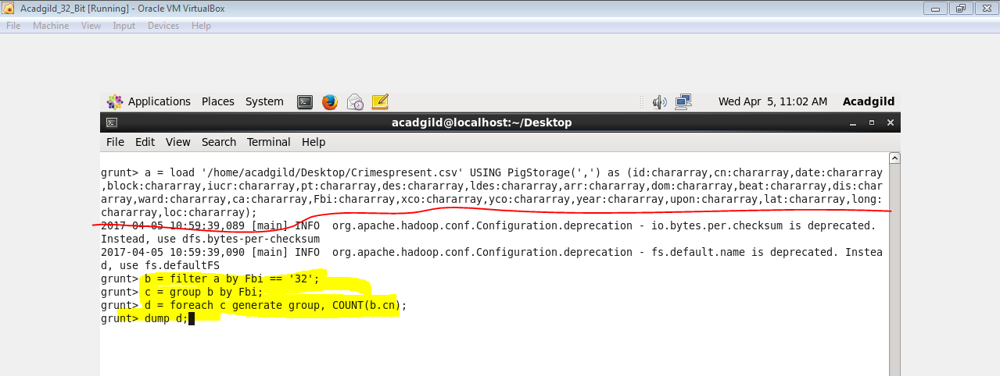 Acadgild_32_Bit [Running] - Oracle VM VirtualBox
File Machine View Input Devices Help
Applications Places System Wed Apr 5, 11:02 AM Acadgild
acadgild@localhost:~/Desktop
File Edit View Search Terminal Help
grunt> a = load '/home/acadgild/Desktop/Crimespresent.csv' USING PigStorage(',') as (id:chararray,cn:chararray,date:chararray
,block:chararray,iucr:chararray,pt:chararray,des:chararray,ldes:chararray,arr:chararray,dom:chararray,beat:chararray,dis:char
array,ward:chararray,ca:chararray,Fbi:chararray,xco:chararray,yco:chararray,year:chararray,upon:chararray,lat:chararray,long:
chararray,loc:chararray);
2017-04-05 10:59:39,089 [main] INFO  org.apache.hadoop.conf.Configuration.deprecation - io.bytes.per.checksum is deprecated.
Instead, use dfs.bytes-per-checksum
2017-04-05 10:59:39,090 [main] INFO  org.apache.hadoop.conf.Configuration.deprecation - fs.default.name is deprecated. Instea
d, use fs.defaultFS
grunt> b = filter a by Fbi == '32';
grunt> c = group b by Fbi;
grunt> d = foreach c generate group, COUNT(b.cn);
grunt> dump d;